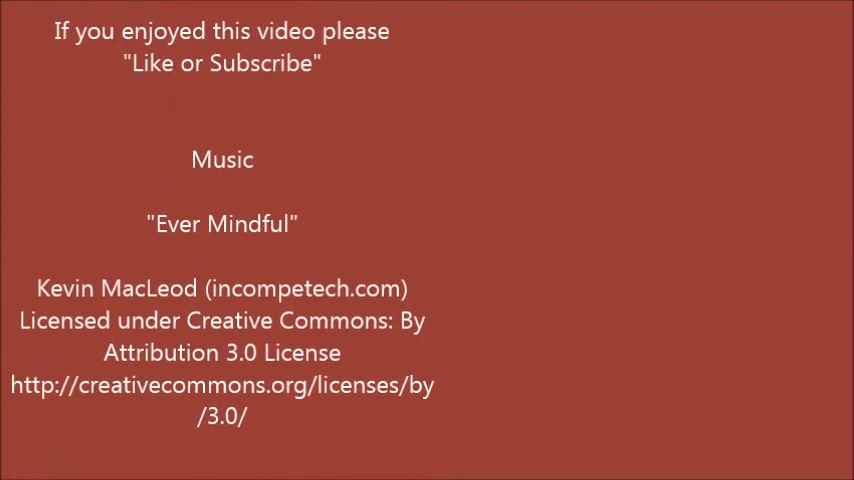 If you enjoyed this video please
"Like or Subscribe"
Music
"Ever Mindful"
Kevin MacLeod (incompetech.com)
Licensed under Creative Commons: By
Attribution 3.0 License
http://creativecommons.org/licenses/by
/3.0/